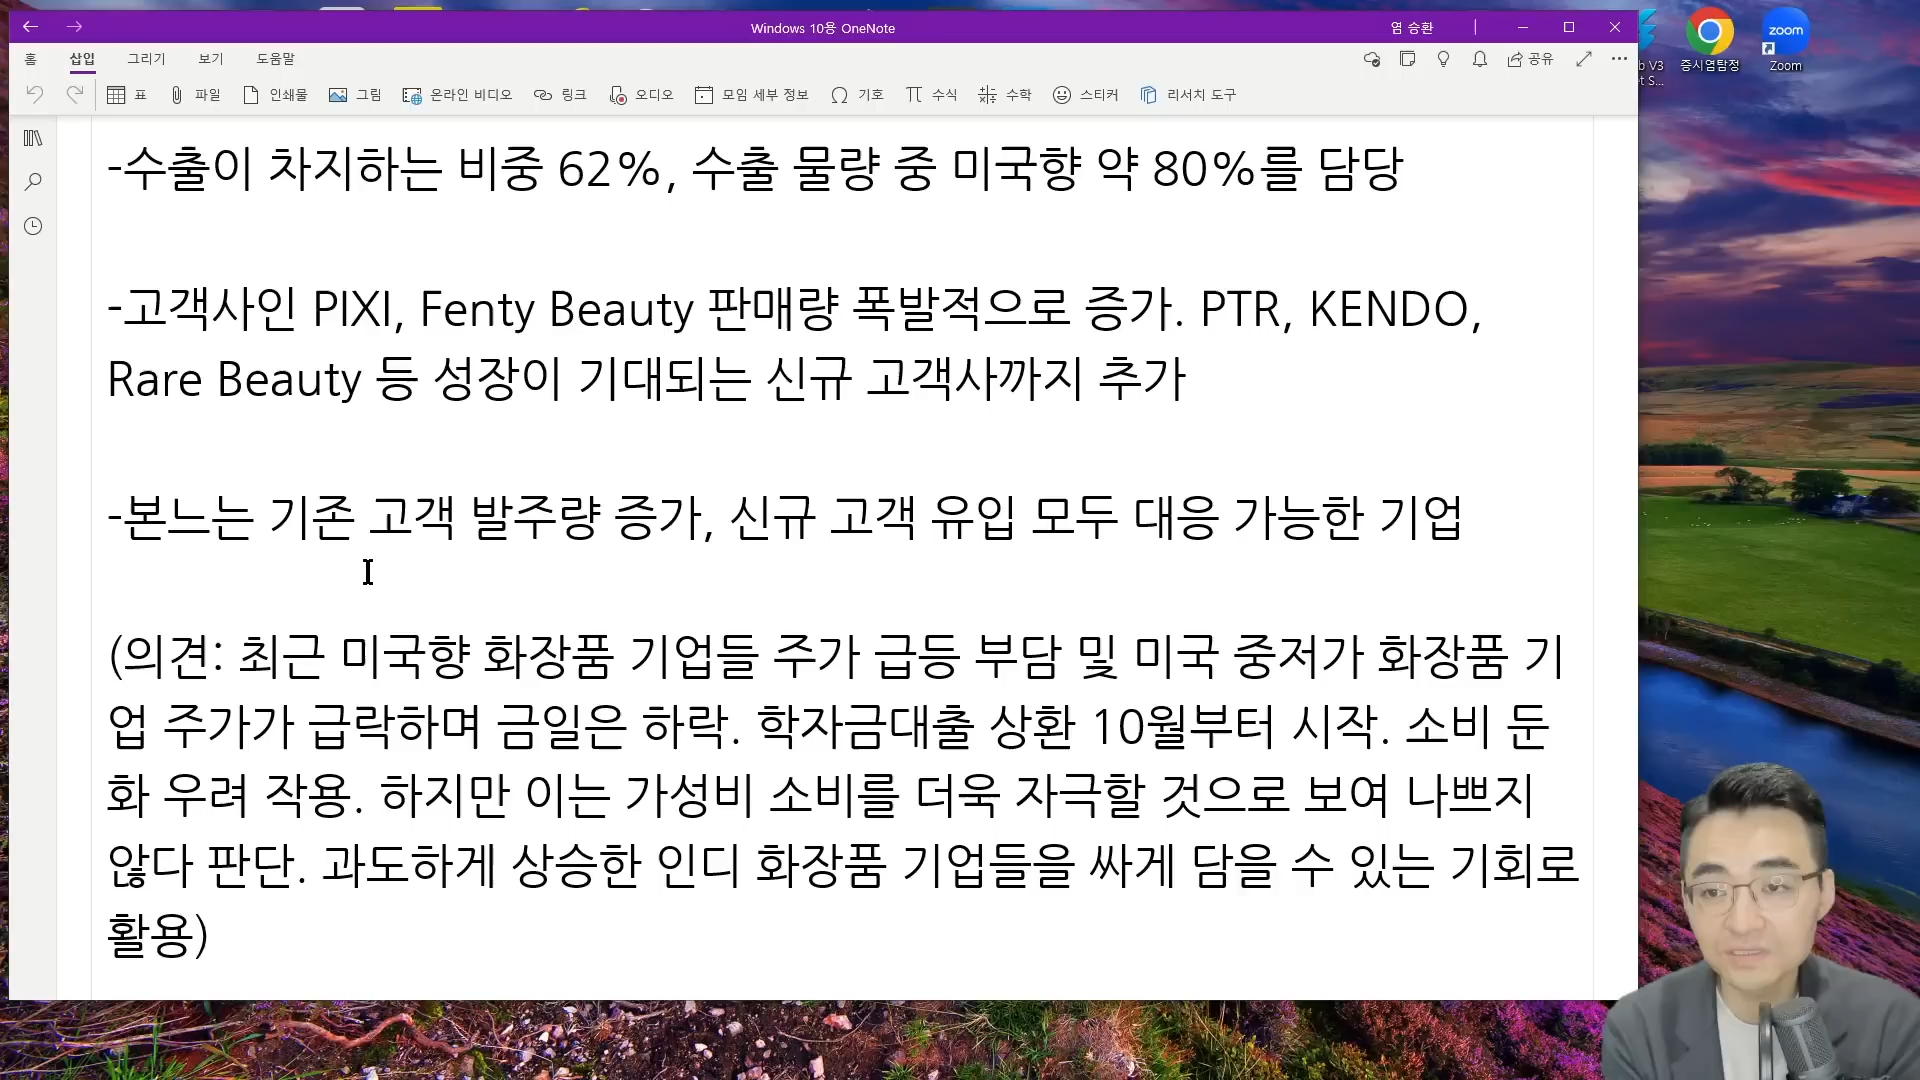 Windows 10용 OneNote
염 승환
홈 삽입 그리기 보기 도움말
공유
표 파일 인쇄물 그림 온라인 비디오 링크 오디오 모임 세부 정보 기호 수식 수학 스티커 리서치 도구
b V3
t S...
증시염탐정
zoom
Zoom
-수출이 차지하는 비중 62%, 수출 물량 중 미국향 약 80%를 담당
-고객사인 PIXI, Fenty Beauty 판매량 폭발적으로 증가. PTR, KENDO,
Rare Beauty 등 성장이 기대되는 신규 고객사까지 추가
-본느는 기존 고객 발주량 증가, 신규 고객 유입 모두 대응 가능한 기업
(의견: 최근 미국향 화장품 기업들 주가 급등 부담 및 미국 중저가 화장품 기
업 주가가 급락하며 금일은 하락. 학자금대출 상환 10월부터 시작. 소비 둔
화 우려 작용. 하지만 이는 가성비 소비를 더욱 자극할 것으로 보여 나쁘지
않다 판단. 과도하게 상승한 인디 화장품 기업들을 싸게 담을 수 있는 기회로
활용)